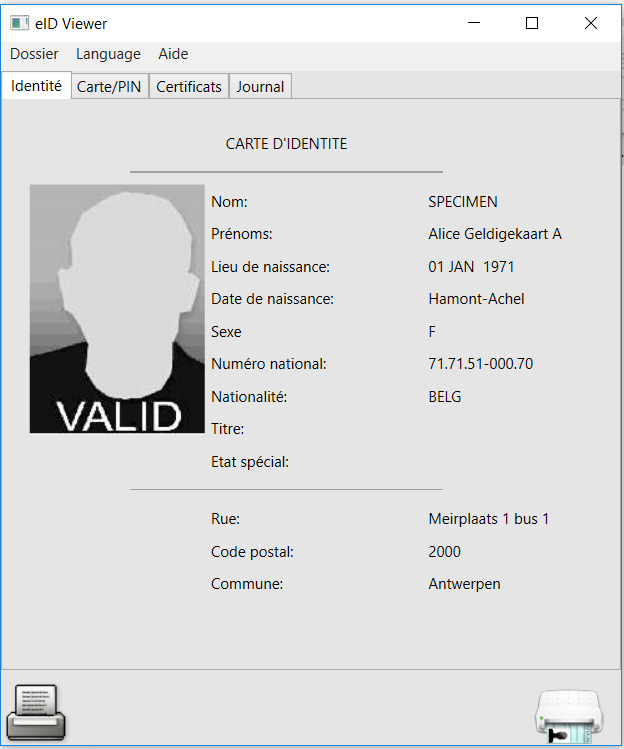 eID Viewer
Dossier Language Aide
Identité Carte/PIN Certificats Journal
CARTE D'IDENTITE
Nom: SPECIMEN
Prénoms: Alice Geldigekaart A
Lieu de naissance: 01 JAN  1971
Date de naissance: Hamont-Achel
Sexe F
Numéro national: 71.71.51-000.70
Nationalité: BELG
Titre:
Etat spécial:
VALID
Rue: Meirplaats 1 bus 1
Code postal: 2000
Commune: Antwerpen